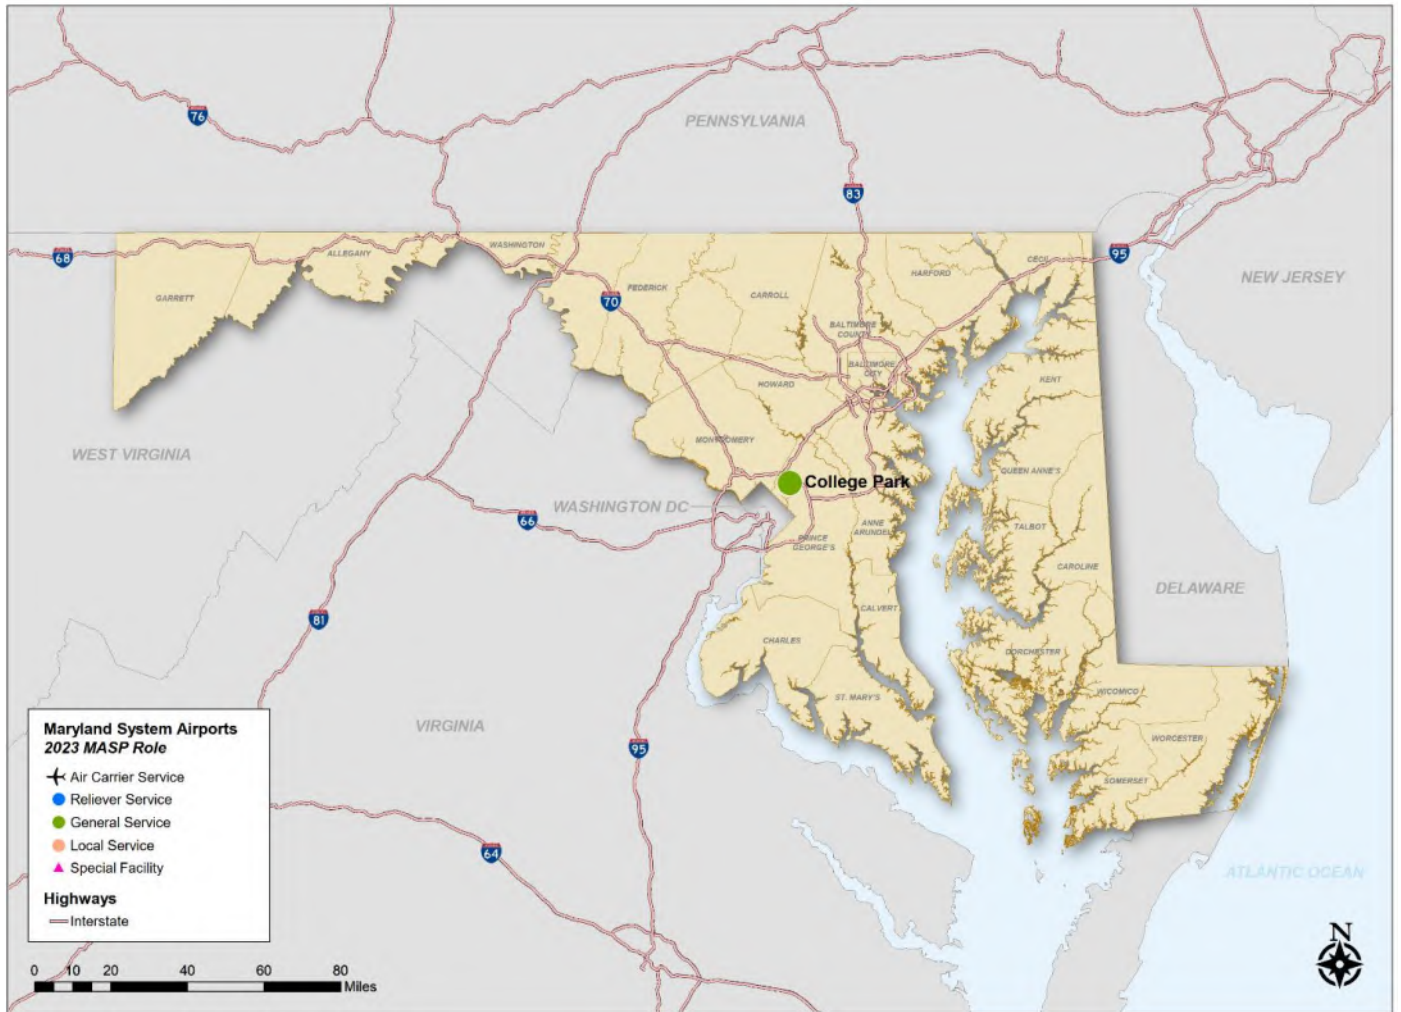 76
PENNSYLVANIA
83
68
ALLEGANY
WASHINGTON
95
CECIL
HARFORD
NEW JERSEY
GARRETT
70
FEDERICK
CARROLL
BALTIMORE
COUNTY
BALTIMORE
CITY
HOWARD
KENT
MONTGOMERY
WEST VIRGINIA
QUEEN ANNE'S
College Park
WASHINGTON DC
66
ANNE
ARUNDEL
TALBOT
PRINCE
GEORGE'S
CAROLINE
DELAWARE
81
CALVERT
CHARLES
DORCHESTER
ST. MARY'S
WICOMICO
VIRGINIA
95
WORCESTER
SOMERSET
64
ATLANTIC OCEAN
Maryland System Airports
2023 MASP Role
Air Carrier Service
Reliever Service
General Service
Local Service
Special Facility
Highways
Interstate
0 10 20 40 60 80 Miles
N